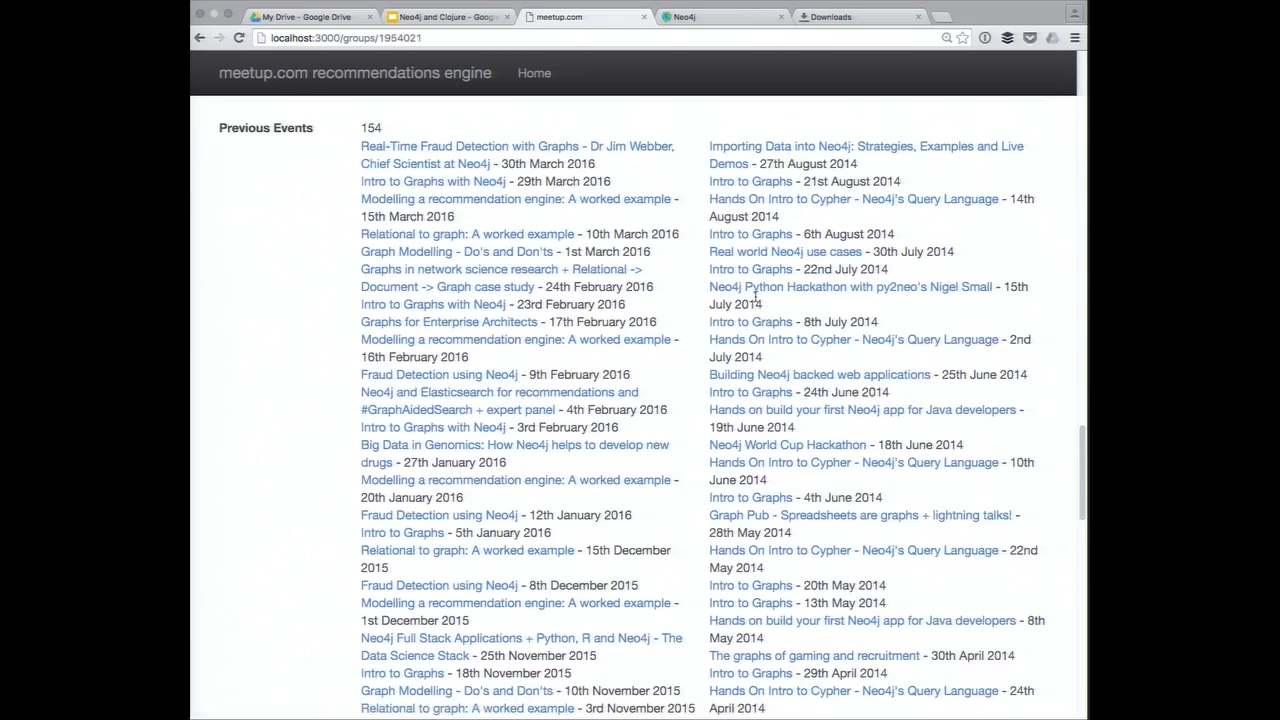 My Drive - Google Drive
Neo4j and Clojure - Googl
meetup.com
Neo4j
Downloads
localhost:3000/groups/1954021
meetup.com recommendations engine
Home
Previous Events
154
Real-Time Fraud Detection with Graphs - Dr Jim Webber,
Chief Scientist at Neo4j - 30th March 2016
Intro to Graphs with Neo4j - 29th March 2016
Modelling a recommendation engine: A worked example -
15th March 2016
Relational to graph: A worked example - 10th March 2016
Graph Modelling - Do's and Don'ts - 1st March 2016
Graphs in network science research + Relational ->
Document -> Graph case study - 24th February 2016
Intro to Graphs with Neo4j - 23rd February 2016
Graphs for Enterprise Architects - 17th February 2016
Modelling a recommendation engine: A worked example -
16th February 2016
Fraud Detection using Neo4j - 9th February 2016
Neo4j and Elasticsearch for recommendations and
#GraphAidedSearch + expert panel - 4th February 2016
Intro to Graphs with Neo4j - 3rd February 2016
Big Data in Genomics: How Neo4j helps to develop new
drugs - 27th January 2016
Modelling a recommendation engine: A worked example -
20th January 2016
Fraud Detection using Neo4j - 12th January 2016
Intro to Graphs - 5th January 2016
Relational to graph: A worked example - 15th December
2015
Fraud Detection using Neo4j - 8th December 2015
Modelling a recommendation engine: A worked example -
1st December 2015
Neo4j Full Stack Applications + Python, R and Neo4j - The
Data Science Stack - 25th November 2015
Intro to Graphs - 18th November 2015
Graph Modelling - Do's and Don'ts - 10th November 2015
Relational to graph: A worked example - 3rd November 2015
Importing Data into Neo4j: Strategies, Examples and Live
Demos - 27th August 2014
Intro to Graphs - 21st August 2014
Hands On Intro to Cypher - Neo4j's Query Language - 14th
August 2014
Intro to Graphs - 6th August 2014
Real world Neo4j use cases - 30th July 2014
Intro to Graphs - 22nd July 2014
Neo4j Python Hackathon with py2neo's Nigel Small - 15th
July 2014
Intro to Graphs - 8th July 2014
Hands On Intro to Cypher - Neo4j's Query Language - 2nd
July 2014
Building Neo4j backed web applications - 25th June 2014
Intro to Graphs - 24th June 2014
Hands on build your first Neo4j app for Java developers -
19th June 2014
Neo4j World Cup Hackathon - 18th June 2014
Hands On Intro to Cypher - Neo4j's Query Language - 10th
June 2014
Intro to Graphs - 4th June 2014
Graph Pub - Spreadsheets are graphs + lightning talks! -
28th May 2014
Hands On Intro to Cypher - Neo4j's Query Language - 22nd
May 2014
Intro to Graphs - 20th May 2014
Intro to Graphs - 13th May 2014
Hands on build your first Neo4j app for Java developers - 8th
May 2014
The graphs of gaming and recruitment - 30th April 2014
Intro to Graphs - 29th April 2014
Hands On Intro to Cypher - Neo4j's Query Language - 24th
April 2014